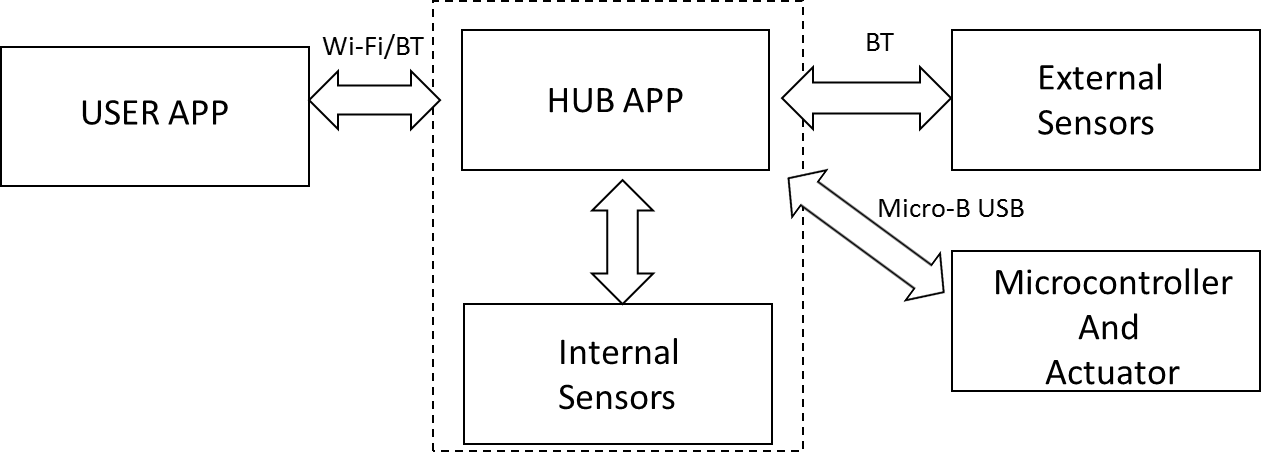 Wi-Fi/BT
BT
USER APP
HUB APP
External
Sensors
Micro-B USB
Internal
Sensors
Microcontroller
And
Actuator